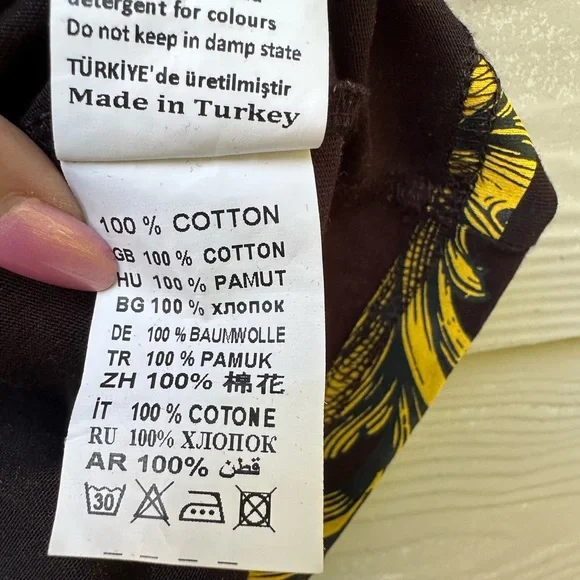 detergent for colours
Do not keep in damp state
TÜRKİYE'de üretilmiştir
Made in Turkey
100 % COTTON
GB 100 % COTTON
HU 100 % PAMUT
BG 100 % хлопок
DE 100 % BAUMWOLLE
TR 100 % PAMUK
ZH 100% 棉花
İT 100 % COTONE
RU 100% ХЛОПОК
AR 100% قطن
30